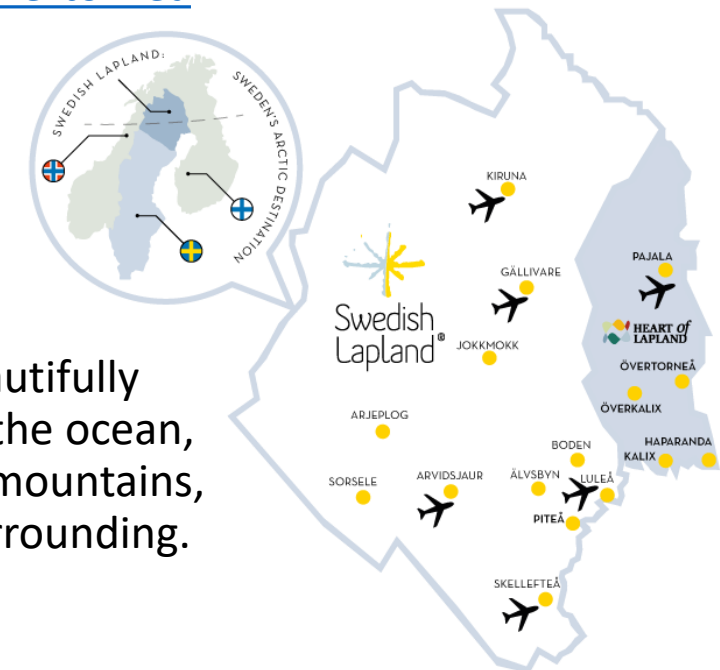 SWEDISH LAPLAND:
SWEDEN'S ARCTIC DESTINATION
KIRUNA
PAJALA
GÄLLIVARE
Swedish
Lapland®
HEART of
LAPLAND
JOKKMOKK
ÖVERTORNEÅ
utifully
the ocean,
mountains,
rrounding.
ÖVERKALIX
ARJEPLOG
BODEN
HAPARANDA
KALIX
SORSELE
ARVIDSJAUR
ÄLVSBYN
LULEÅ
PITEÅ
SKELLEFTEÅ